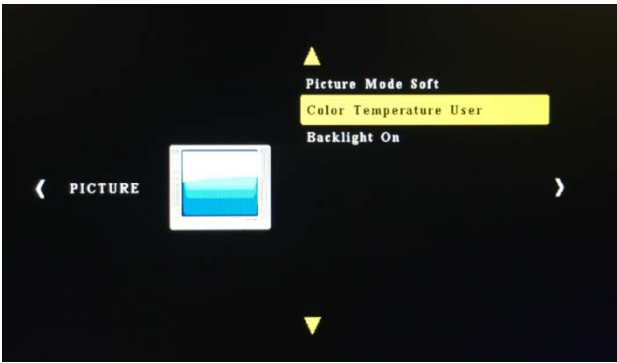 Picture Mode Soft
Color Temperature User
Backlight On
PICTURE